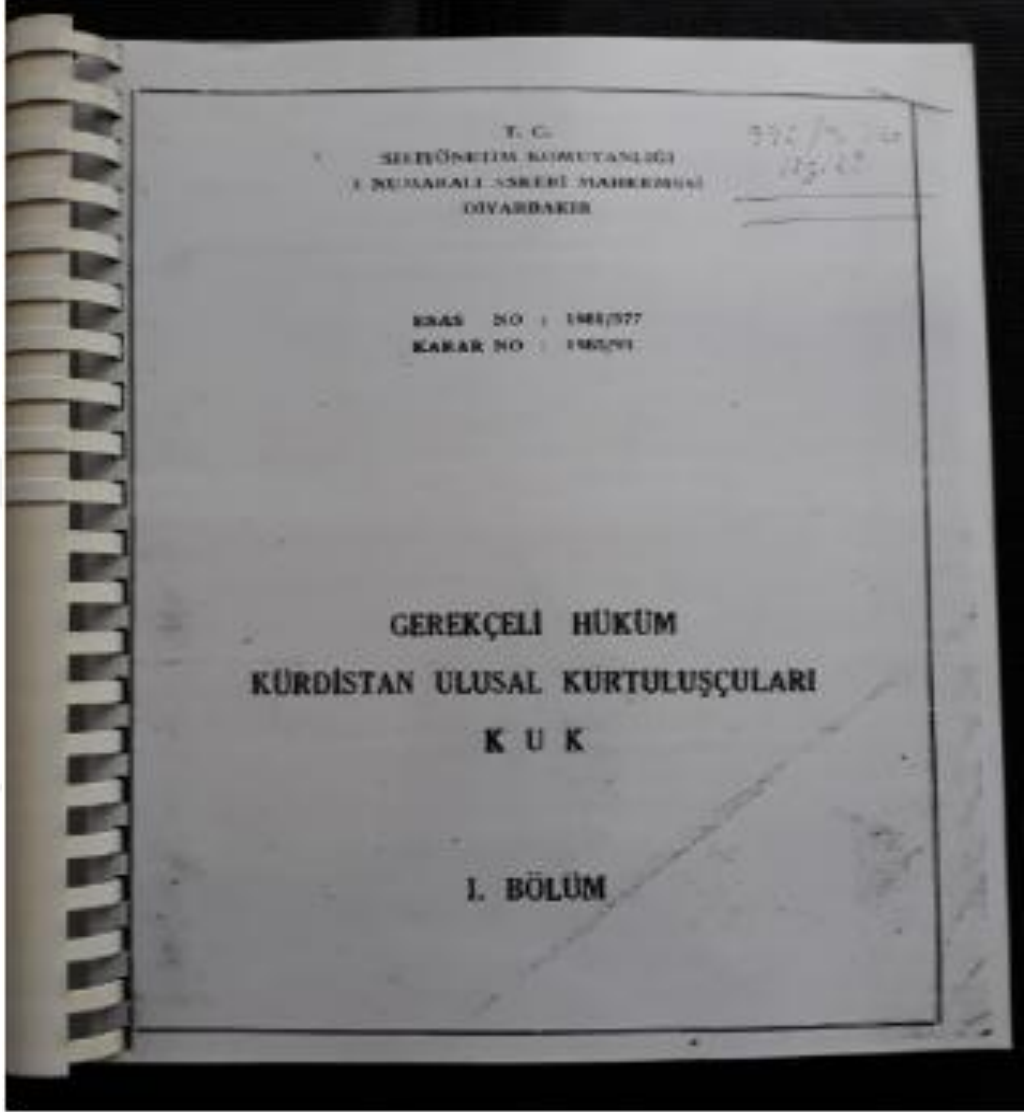 T. C.
SIKIYÖNETİM KOMUTANLIĞI
1 NUMARALI ASKERİ MAHKEMESİ
DİYARBAKIR
ESAS NO : 1981/577
KARAR NO :
GEREKÇELİ HÜKÜM
KÜRDİSTAN ULUSAL KURTULUŞÇULARI
K U K
I. BÖLÜM